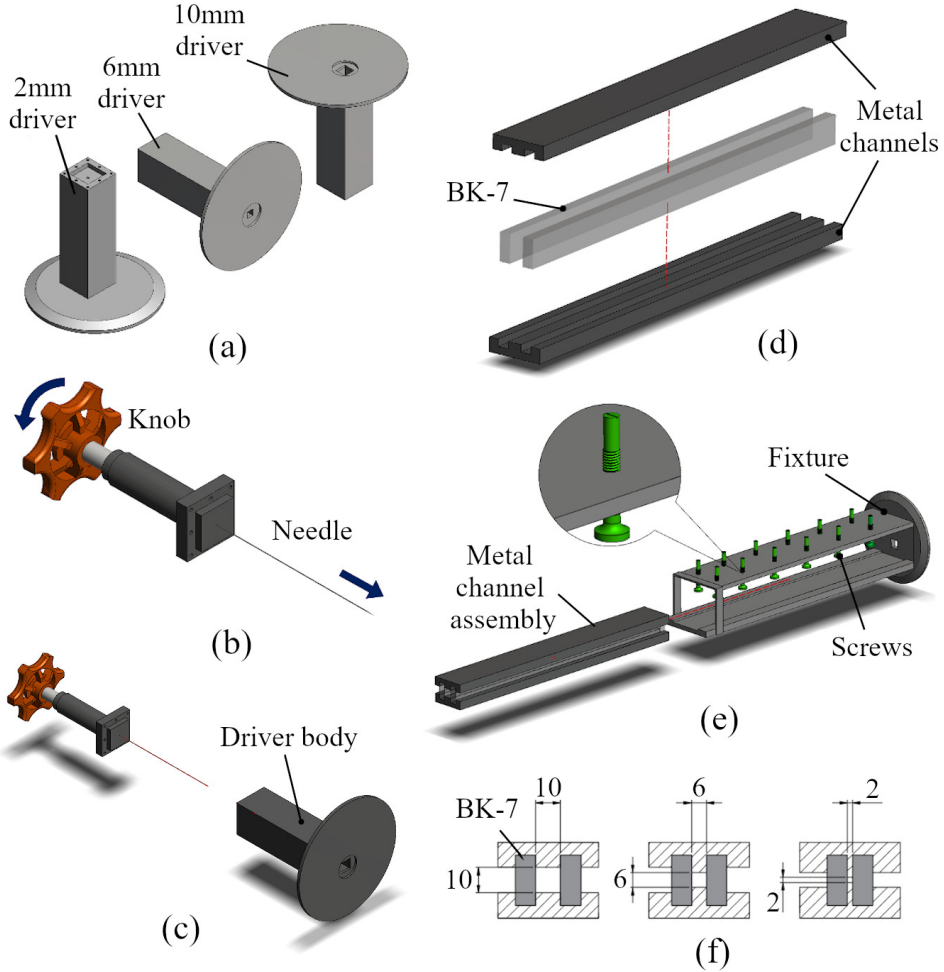 10mm
driver
6mm
driver
2mm
driver
(a)
Metal
channels
BK-7
(d)
Knob
Needle
(b)
Fixture
Metal
channel
assembly
Screws
(e)
Driver body
(c)
BK-7
10
10
6
6
2
2
(f)